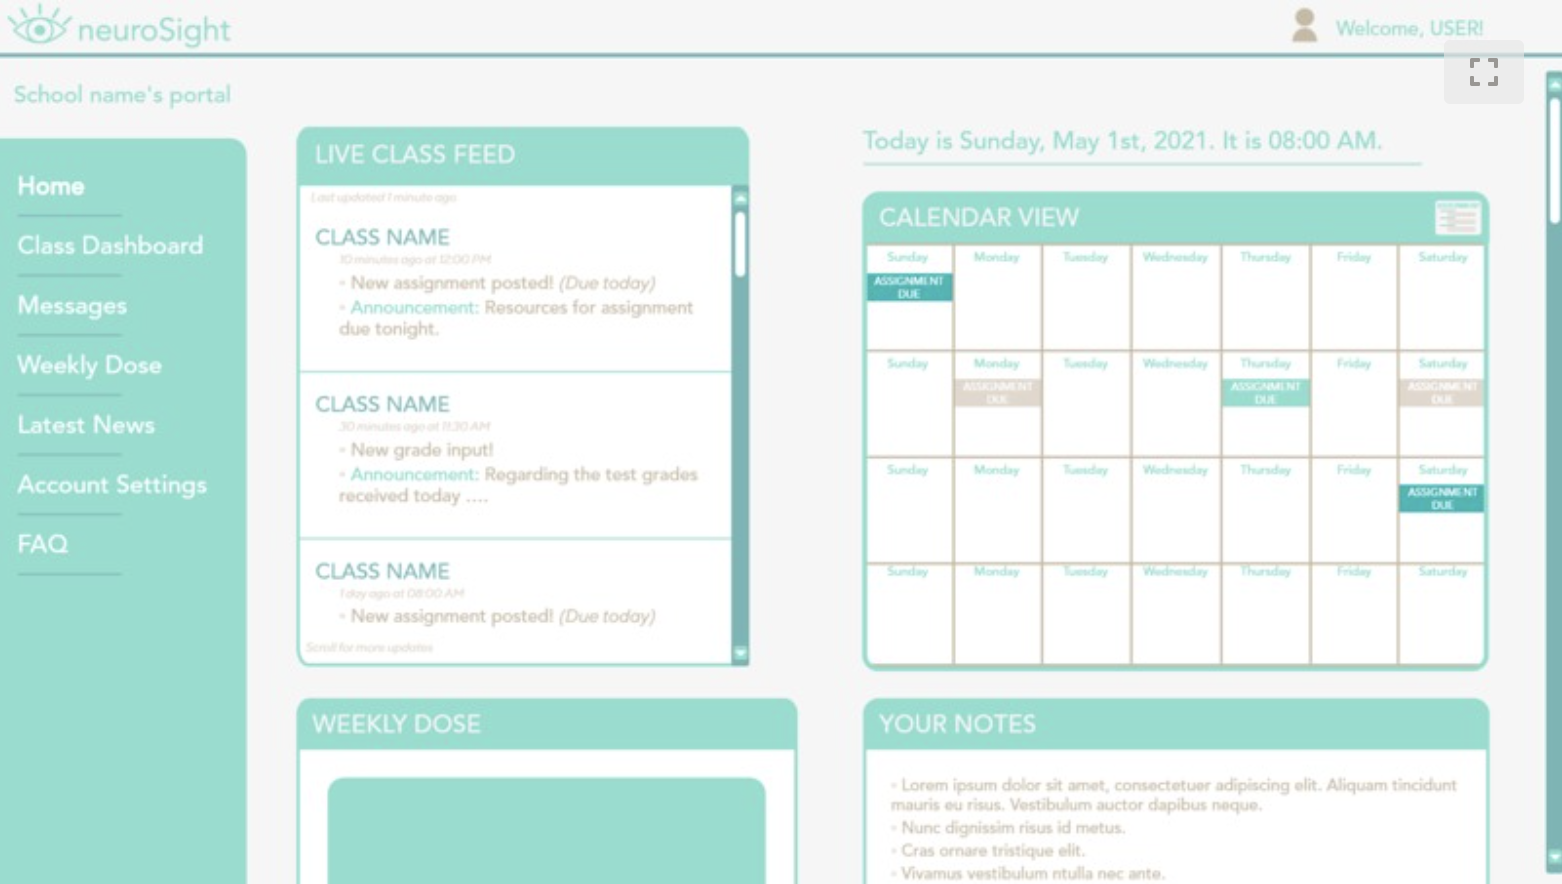 neuroSight
Welcome, USER!
School name's portal
Home
Class Dashboard
Messages
Weekly Dose
Latest News
Account Settings
FAQ
LIVE CLASS FEED
Last updated 1 minute ago
CLASS NAME
10 minutes ago at 12:00 PM
• New assignment posted! (Due today)
• Announcement: Resources for assignment
due tonight.
CLASS NAME
30 minutes ago at 11:30 AM
• New grade input!
• Announcement: Regarding the test grades
received today ....
CLASS NAME
1 day ago at 08:00 AM
• New assignment posted! (Due today)
Scroll for more updates
Today is Sunday, May 1st, 2021. It is 08:00 AM.
CALENDAR VIEW
Sunday Monday Tuesday Wednesday Thursday Friday Saturday
ASSIGNMENT
DUE
Sunday Monday Tuesday Wednesday Thursday Friday Saturday
ASSIGNMENT ASSIGNMENT ASSIGNMENT
DUE DUE DUE
Sunday Monday Tuesday Wednesday Thursday Friday Saturday
ASSIGNMENT
DUE
Sunday Monday Tuesday Wednesday Thursday Friday Saturday
WEEKLY DOSE
YOUR NOTES
• Lorem ipsum dolor sit amet, consectetuer adipiscing elit. Aliquam tincidunt
mauris eu risus. Vestibulum auctor dapibus neque.
• Nunc dignissim risus id metus.
• Cras ornare tristique elit.
• Vivamus vestibulum ntulla nec ante.